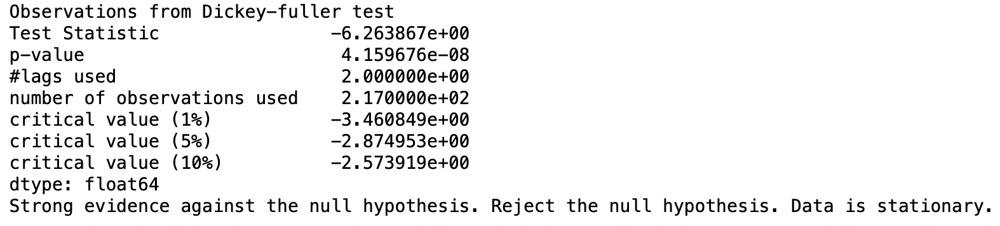 Observations from Dickey-fuller test
Test Statistic -6.263867e+00
p-value 4.159676e-08
#lags used 2.000000e+00
number of observations used 2.170000e+02
critical value (1%) -3.460849e+00
critical value (5%) -2.874953e+00
critical value (10%) -2.573919e+00
dtype: float64
Strong evidence against the null hypothesis. Reject the null hypothesis. Data is stationary.